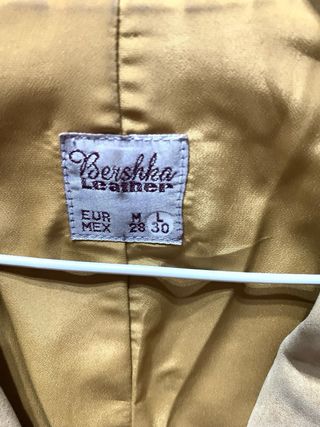 Bershka
Leather
EUR M L
MEX 28 30